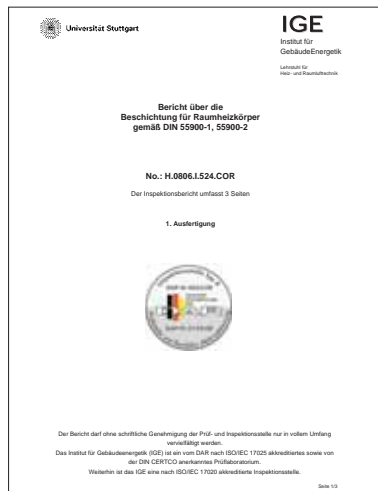 Universität Stuttgart
IGE
Institut für
GebäudeEnergetik
Lehrstuhl für
Heiz- und Raumlufttechnik
Bericht über die
Beschichtung für Raumheizkörper
gemäß DIN 55900-1, 55900-2
No.: H.0806.I.524.COR
Der Inspektionsbericht umfasst 3 Seiten
1. Ausfertigung
Der Bericht darf ohne schriftliche Genehmigung der Prüf- und Inspektionsstelle nur in vollem Umfang
vervielfältigt werden.
Das Institut für Gebäudeenergetik (IGE) ist ein vom DAR nach ISO/IEC 17025 akkreditiertes sowie von
der DIN CERTCO anerkanntes Prüflaboratorium.
Weiterhin ist das IGE eine nach ISO/IEC 17020 akkreditierte Inspektionsstelle.
Seite 1/3